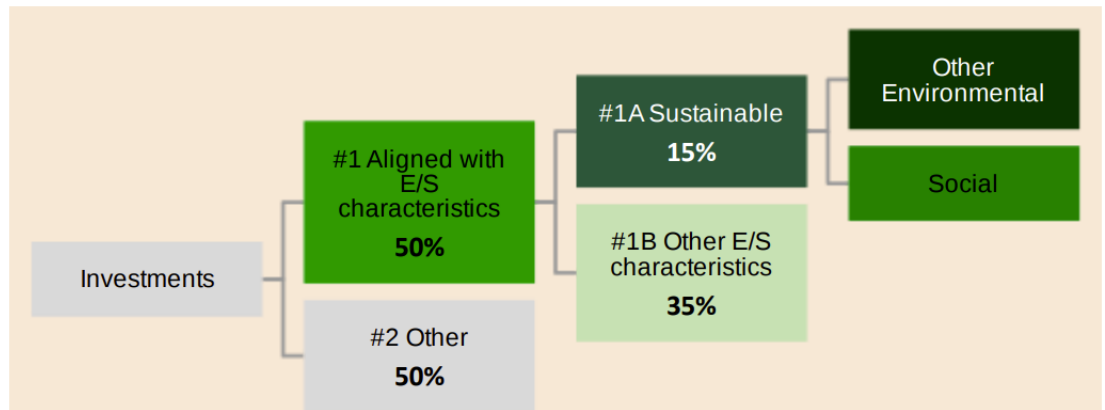 Investments
#1 Aligned with
E/S
characteristics
50%
#2 Other
50%
#1A Sustainable
15%
#1B Other E/S
characteristics
35%
Other
Environmental
Social